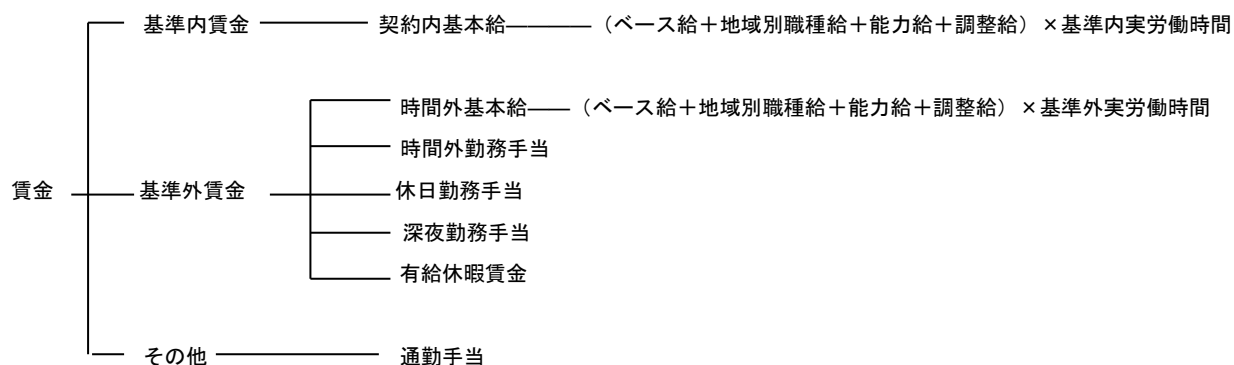 基準内賃金 契約内基本給 （ベース給＋地域別職種給＋能力給＋調整給）×基準内実労働時間
時間外基本給 （ベース給＋地域別職種給＋能力給＋調整給）×基準外実労働時間
時間外勤務手当
賃金 基準外賃金 休日勤務手当
深夜勤務手当
有給休暇賃金
その他 通勤手当